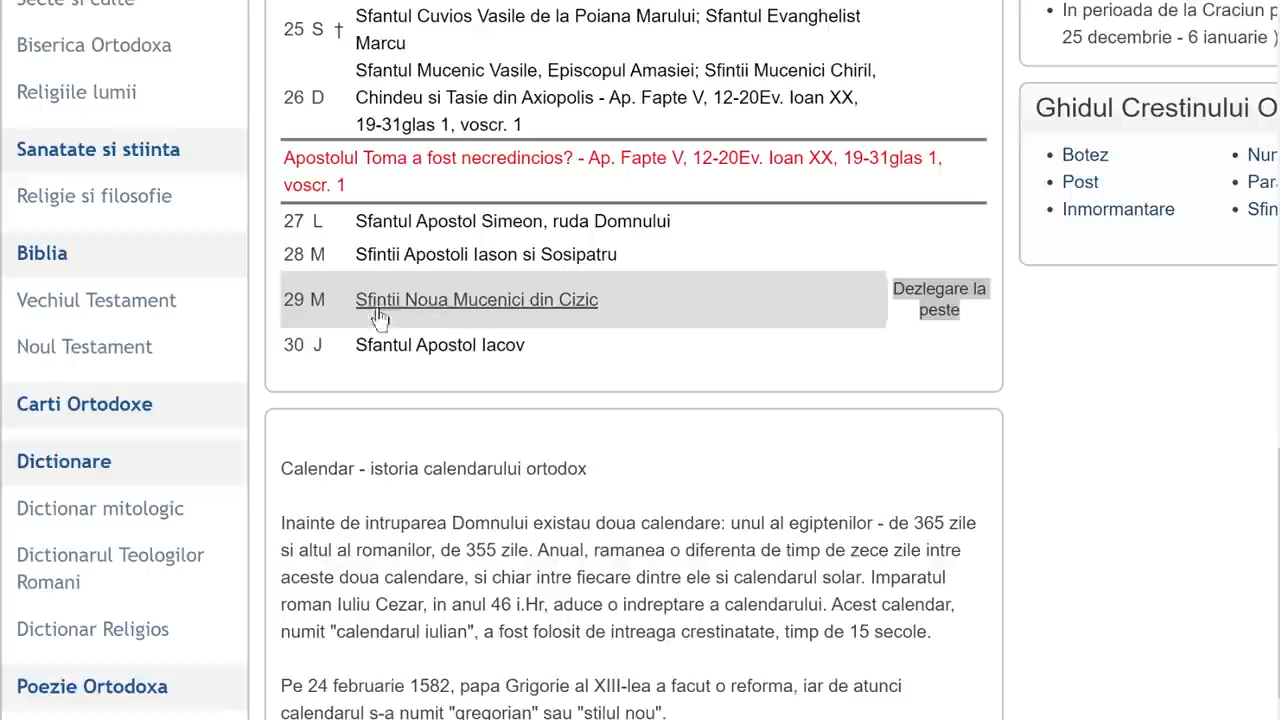 Secte si culte
Biserica Ortodoxa
Religiile lumii
Sanatate si stiinta
Religie si filosofie
Biblia
Vechiul Testament
Noul Testament
Carti Ortodoxe
Dictionare
Dictionar mitologic
Dictionarul Teologilor
Romani
Dictionar Religios
Poezie Ortodoxa
25 S † Sfantul Cuvios Vasile de la Poiana Marului; Sfantul Evanghelist
Marcu
26 D Sfantul Mucenic Vasile, Episcopul Amasiei; Sfintii Mucenici Chiril,
Chindeu si Tasie din Axiopolis - Ap. Fapte V, 12-20Ev. Ioan XX,
19-31glas 1, voscr. 1
Apostolul Toma a fost necredincios? - Ap. Fapte V, 12-20Ev. Ioan XX, 19-31glas 1,
voscr. 1
27 L Sfantul Apostol Simeon, ruda Domnului
28 M Sfintii Apostoli Iason si Sosipatru
29 M Sfintii Noua Mucenici din Cizic Dezlegare la
peste
30 J Sfantul Apostol Iacov
Calendar - istoria calendarului ortodox
Inainte de intruparea Domnului existau doua calendare: unul al egiptenilor - de 365 zile
si altul al romanilor, de 355 zile. Anual, ramanea o diferenta de timp de zece zile intre
aceste doua calendare, si chiar intre fiecare dintre ele si calendarul solar. Imparatul
roman Iuliu Cezar, in anul 46 i.Hr, aduce o indreptare a calendarului. Acest calendar,
numit "calendarul iulian", a fost folosit de intreaga crestinatate, timp de 15 secole.
Pe 24 februarie 1582, papa Grigorie al XIII-lea a facut o reforma, iar de atunci
calendarul s-a numit "gregorian" sau "stilul nou".
In perioada de la Craciun p
25 decembrie - 6 ianuarie )
Ghidul Crestinului O
Botez
Post
Inmormantare
Nun
Par
Sfin